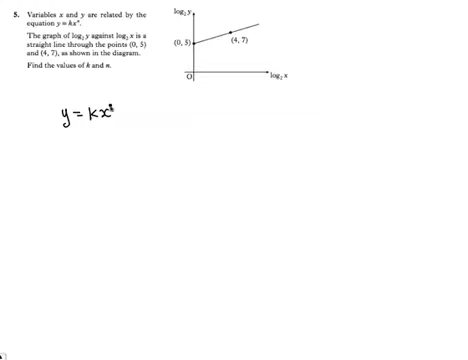 5. Variables x and y are related by the
equation y = kxⁿ.
The graph of log₂ y against log₂ x is a
straight line through the points (0, 5)
and (4, 7), as shown in the diagram.
Find the values of k and n.
log₂ y
(0, 5)
(4, 7)
O
log₂ x
y = kxⁿ